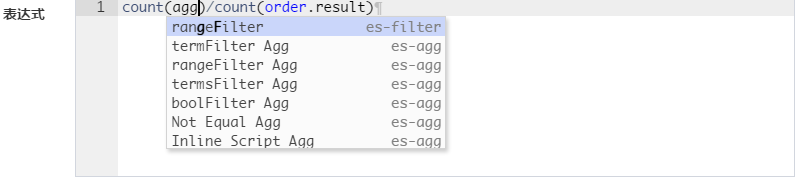 表达式
1 count(agg)/count(order.result)¶
rangeFilter es-filter
termFilter Agg es-agg
rangeFilter Agg es-agg
termsFilter Agg es-agg
boolFilter Agg es-agg
Not Equal Agg es-agg
Inline Script Agg es-agg